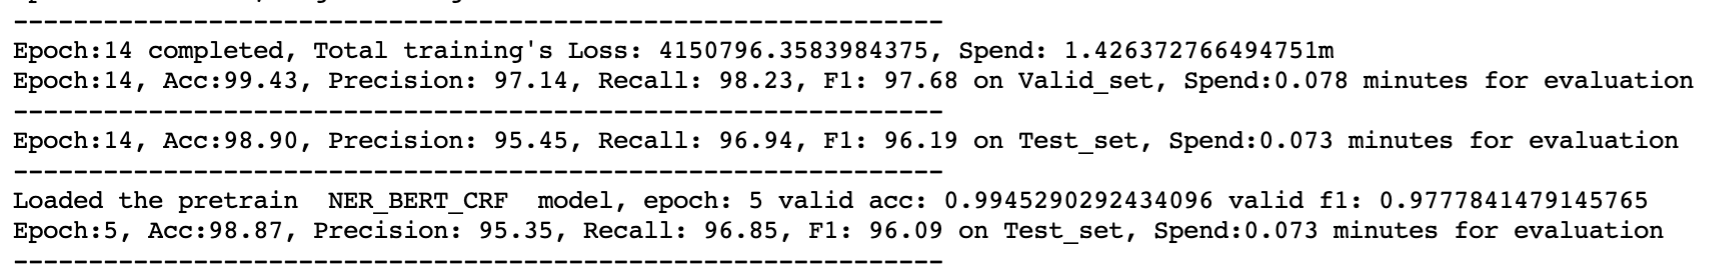 ---------------------------------------------------------------
Epoch:14 completed, Total training's Loss: 4150796.3583984375, Spend: 1.426372766494751m
Epoch:14, Acc:99.43, Precision: 97.14, Recall: 98.23, F1: 97.68 on Valid_set, Spend:0.078 minutes for evaluation
---------------------------------------------------------------
Epoch:14, Acc:98.90, Precision: 95.45, Recall: 96.94, F1: 96.19 on Test_set, Spend:0.073 minutes for evaluation
---------------------------------------------------------------
Loaded the pretrain  NER_BERT_CRF  model, epoch: 5 valid acc: 0.9945290292434096 valid f1: 0.9777841479145765
Epoch:5, Acc:98.87, Precision: 95.35, Recall: 96.85, F1: 96.09 on Test_set, Spend:0.073 minutes for evaluation
---------------------------------------------------------------